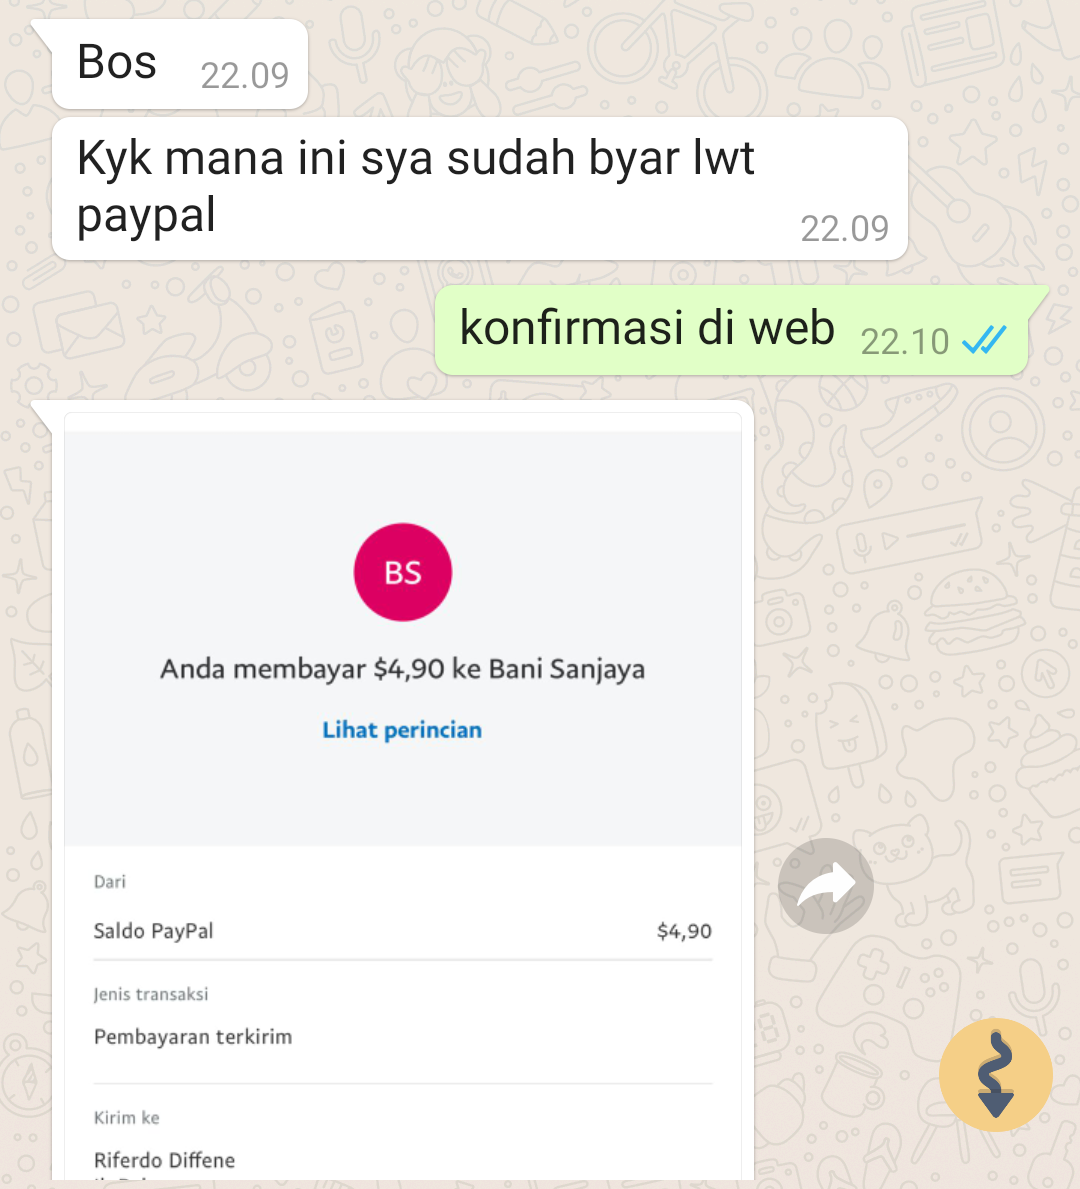 Bos 22.09
Kyk mana ini sya sudah byar lwt
paypal 22.09
konfirmasi di web 22.10
BS
Anda membayar $4,90 ke Bani Sanjaya
Lihat perincian
Dari
Saldo PayPal $4,90
Jenis transaksi
Pembayaran terkirim
Kirim ke
Riferdo Diffene